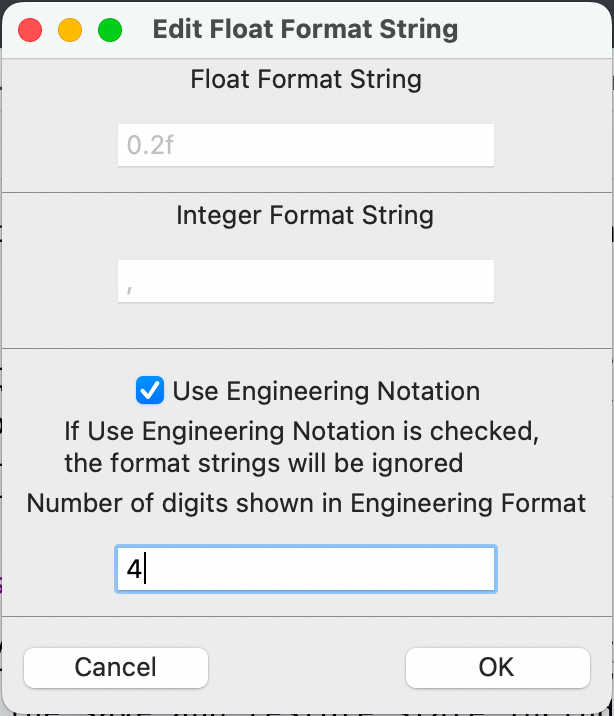 Edit Float Format String
Float Format String
0.2f
Integer Format String
,
Use Engineering Notation
If Use Engineering Notation is checked,
the format strings will be ignored
Number of digits shown in Engineering Format
4
Cancel
OK